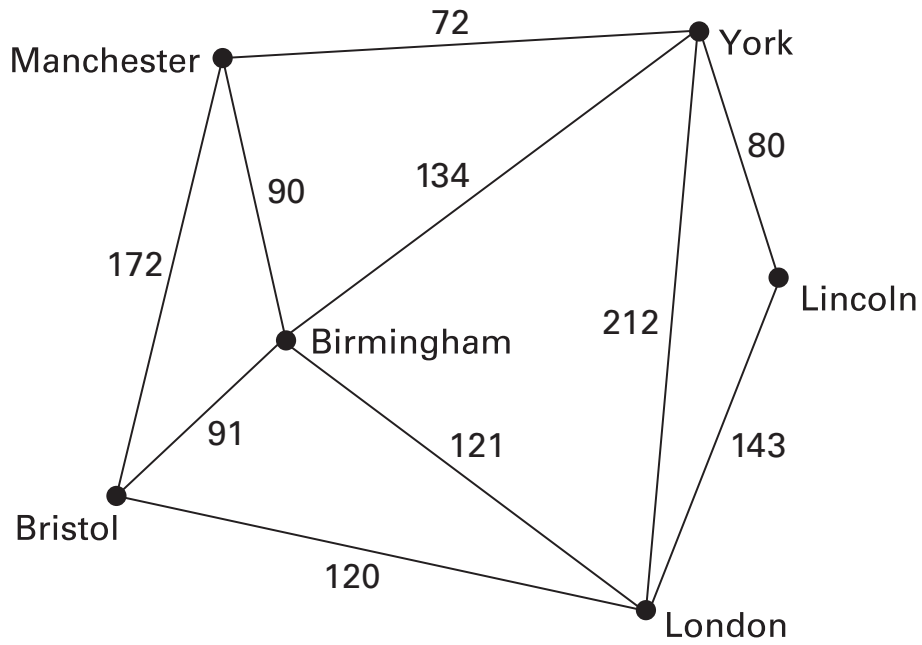 72
Manchester
York
80
134
90
172
Lincoln
212
Birmingham
91
121
143
Bristol
120
London